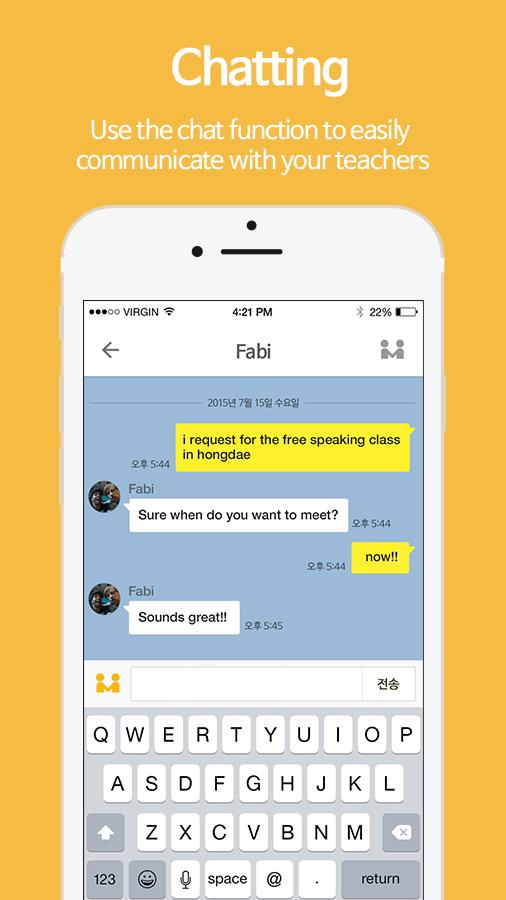 Chatting
Use the chat function to easily
communicate with your teachers
VIRGIN
4:21 PM
22%
Fabi
2015년 7월 15일 수요일
i request for the free speaking class
in hongdae
오후 5:44
Fabi
Sure when do you want to meet?
오후 5:44
now!!
오후 5:44
Fabi
Sounds great!!
오후 5:45
전송
Q W E R T Y U I O P
A S D F G H J K L
Z X C V B N M
123 space @ . return